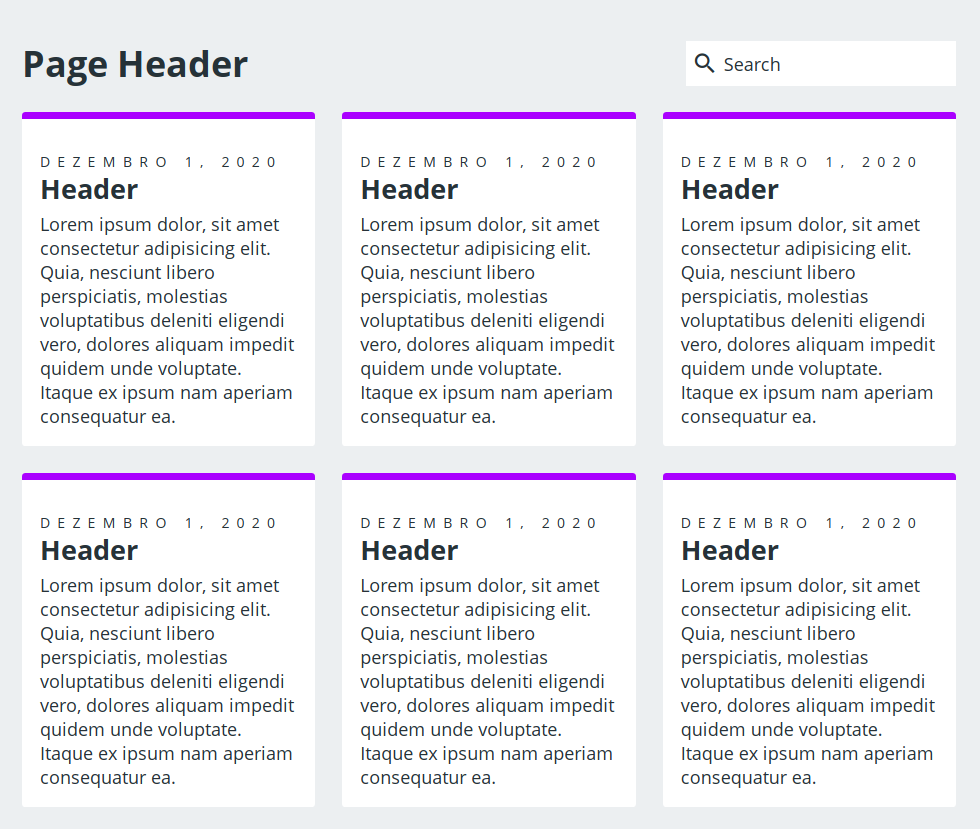 Page Header
Search
DEZEMBRO 1, 2020
Header
Lorem ipsum dolor, sit amet
consectetur adipisicing elit.
Quia, nesciunt libero
perspiciatis, molestias
voluptatibus deleniti eligendi
vero, dolores aliquam impedit
quidem unde voluptate.
Itaque ex ipsum nam aperiam
consequatur ea.
DEZEMBRO 1, 2020
Header
Lorem ipsum dolor, sit amet
consectetur adipisicing elit.
Quia, nesciunt libero
perspiciatis, molestias
voluptatibus deleniti eligendi
vero, dolores aliquam impedit
quidem unde voluptate.
Itaque ex ipsum nam aperiam
consequatur ea.
DEZEMBRO 1, 2020
Header
Lorem ipsum dolor, sit amet
consectetur adipisicing elit.
Quia, nesciunt libero
perspiciatis, molestias
voluptatibus deleniti eligendi
vero, dolores aliquam impedit
quidem unde voluptate.
Itaque ex ipsum nam aperiam
consequatur ea.
DEZEMBRO 1, 2020
Header
Lorem ipsum dolor, sit amet
consectetur adipisicing elit.
Quia, nesciunt libero
perspiciatis, molestias
voluptatibus deleniti eligendi
vero, dolores aliquam impedit
quidem unde voluptate.
Itaque ex ipsum nam aperiam
consequatur ea.
DEZEMBRO 1, 2020
Header
Lorem ipsum dolor, sit amet
consectetur adipisicing elit.
Quia, nesciunt libero
perspiciatis, molestias
voluptatibus deleniti eligendi
vero, dolores aliquam impedit
quidem unde voluptate.
Itaque ex ipsum nam aperiam
consequatur ea.
DEZEMBRO 1, 2020
Header
Lorem ipsum dolor, sit amet
consectetur adipisicing elit.
Quia, nesciunt libero
perspiciatis, molestias
voluptatibus deleniti eligendi
vero, dolores aliquam impedit
quidem unde voluptate.
Itaque ex ipsum nam aperiam
consequatur ea.